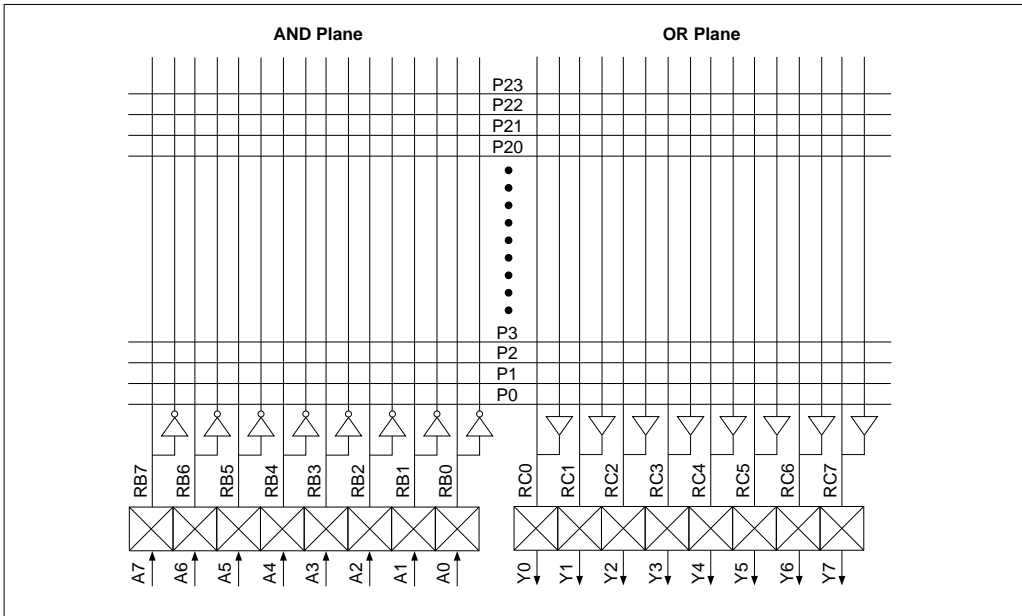 AND Plane OR Plane
P23
P22
P21
P20
P3
P2
P1
P0
RB7 RB6 RB5 RB4 RB3 RB2 RB1 RB0 RC0 RC1 RC2 RC3 RC4 RC5 RC6 RC7
A7 A6 A5 A4 A3 A2 A1 A0 Y0 Y1 Y2 Y3 Y4 Y5 Y6 Y7